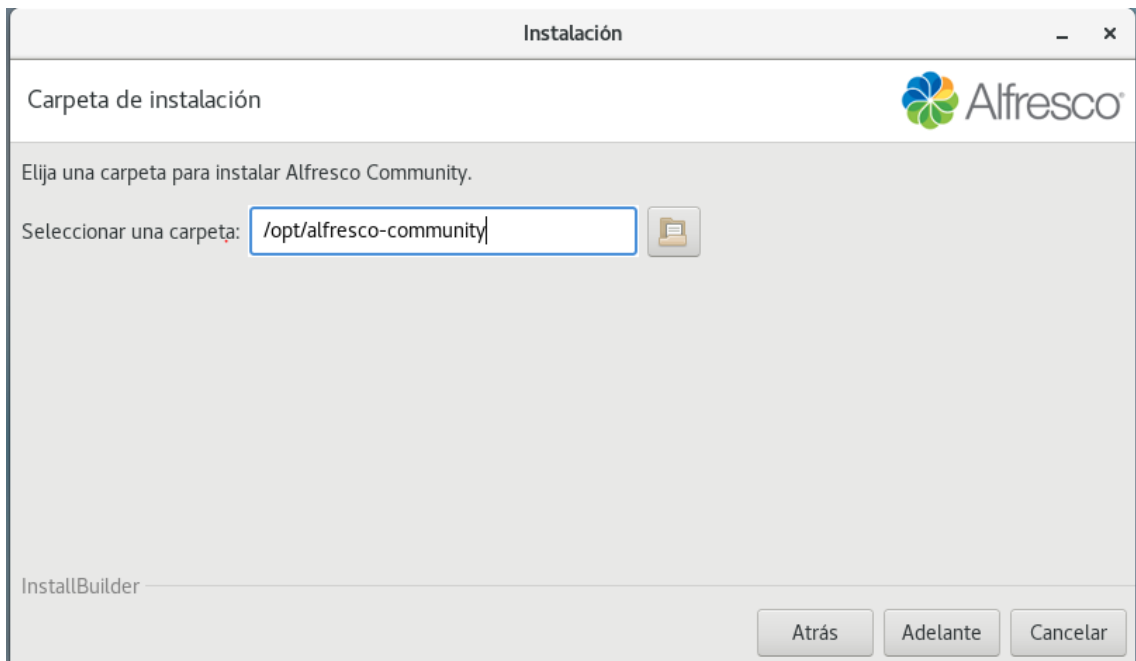 Instalación
Carpeta de instalación
Alfresco
Elija una carpeta para instalar Alfresco Community.
Seleccionar una carpeta: /opt/alfresco-community
InstallBuilder
Atrás Adelante Cancelar